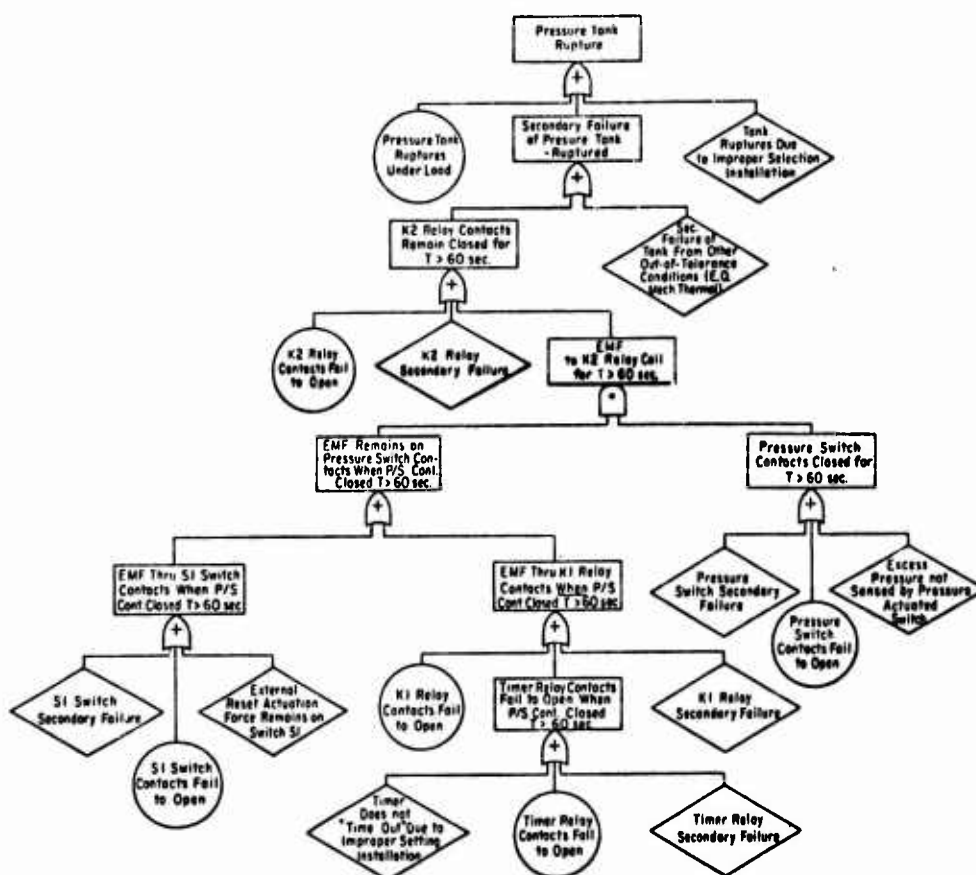 Pressure Tank
Rupture
+
Pressure Tank
Ruptures
Under Load
Secondary Failure
of Presure Tank
-Ruptured
Tank
Ruptures Due
to Improper Selection
Installation
+
K2 Relay Contacts
Remain Closed for
T > 60 sec.
Sec.
Failure of
Tank From Other
Out-of-Tolerance
Conditions (E.G.
Mech Thermal)
+
K2 Relay
Contacts Fail
to Open
K2 Relay
Secondary Failure
EMF
to K2 Relay Coil
for T > 60 sec.
EMF Remains on
Pressure Switch Con-
tacts When P/S. Cont.
Closed T > 60 sec.
Pressure Switch
Contacts Closed for
T > 60 sec.
+
+
EMF Thru S1 Switch
Contacts When P/S
Cont Closed T > 60 sec
EMF Thru K1 Relay
Contacts When P/S
Cont Closed T > 60 sec
Pressure
Switch Secondary
Failure
Pressure
Switch
Contacts Fail
to Open
Excess
Pressure not
Sensed by Pressure
Actuated
Switch
+
+
S1 Switch
Secondary Failure
S1 Switch
Contacts Fail
to Open
External
Reset Actuation
Force Remains on
Switch S1
K1 Relay
Contacts Fail
to Open
Timer Relay Contacts
Fail to Open When
P/S Cont. Closed
T > 60 sec
K1 Relay
Secondary Failure
+
Timer
Does not
"Time Out" Due to
Improper Setting
Installation
Timer Relay
Contacts Fail
to Open
Timer Relay
Secondary Failure